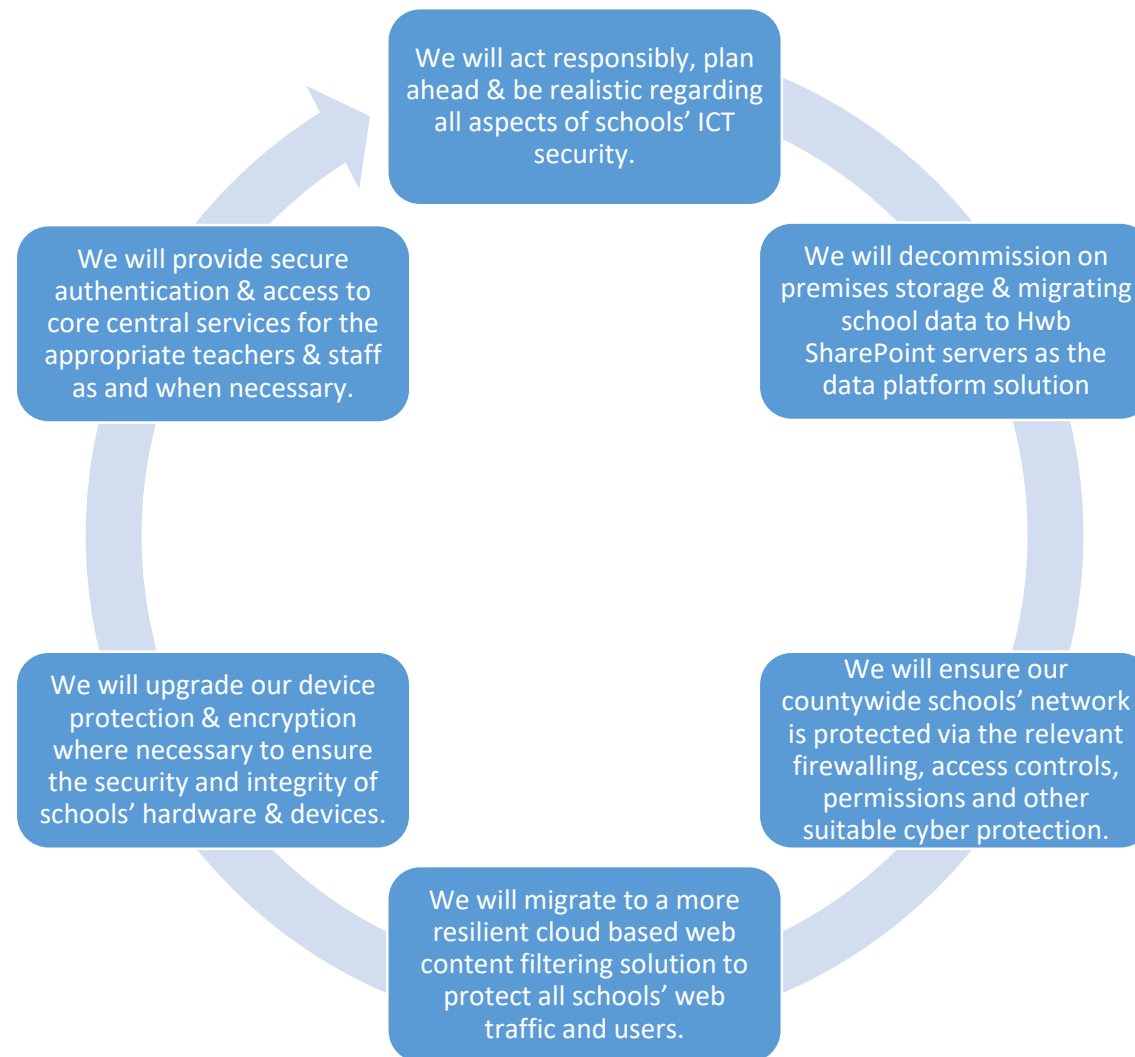 We will act responsibly, plan
ahead & be realistic regarding
all aspects of schools’ ICT
security.
We will decommission on
premises storage & migrating
school data to Hwb
SharePoint servers as the
data platform solution
We will ensure our
countywide schools’ network
is protected via the relevant
firewalling, access controls,
permissions and other
suitable cyber protection.
We will migrate to a more
resilient cloud based web
content filtering solution to
protect all schools’ web
traffic and users.
We will upgrade our device
protection & encryption
where necessary to ensure
the security and integrity of
schools’ hardware & devices.
We will provide secure
authentication & access to
core central services for the
appropriate teachers & staff
as and when necessary.